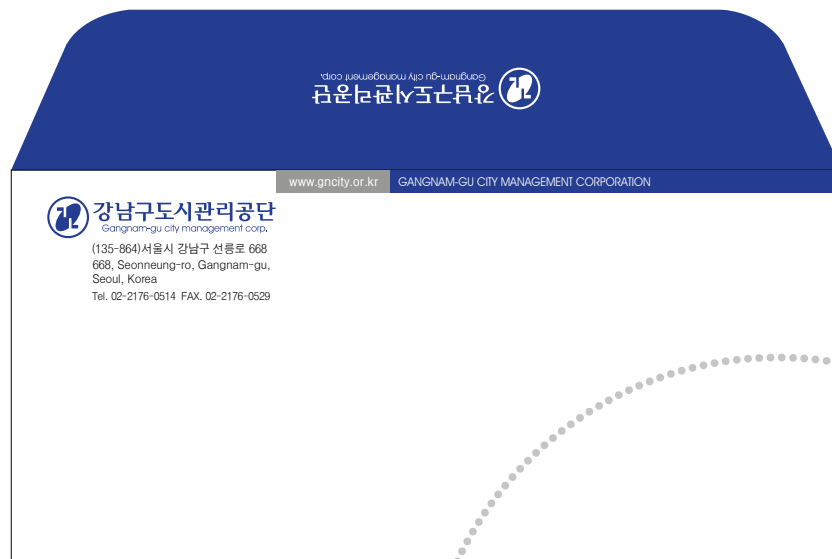 강남구도시관리공단
Gangnam-gu city management corp.
www.gncity.or.kr GANGNAM-GU CITY MANAGEMENT CORPORATION
강남구도시관리공단
Gangnam-gu city management corp.
(135-864)서울시 강남구 선릉로 668
668, Seonneung-ro, Gangnam-gu,
Seoul, Korea
Tel. 02-2176-0514 FAX. 02-2176-0529